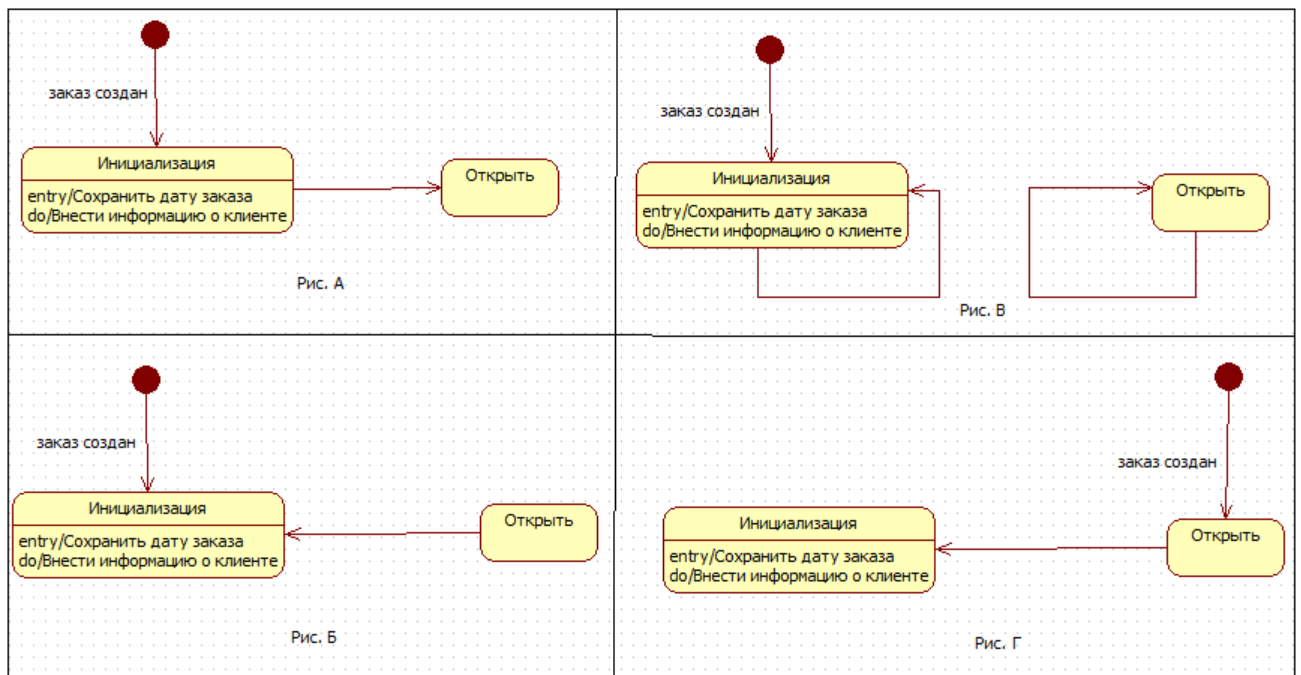 заказ создан
Инициализация
entry/Сохранить дату заказа
do/Внести информацию о клиенте
Открыть
Рис. А
заказ создан
Инициализация
entry/Сохранить дату заказа
do/Внести информацию о клиенте
Открыть
Рис. В
заказ создан
Инициализация
entry/Сохранить дату заказа
do/Внести информацию о клиенте
Открыть
Рис. Б
заказ создан
Инициализация
entry/Сохранить дату заказа
do/Внести информацию о клиенте
Открыть
Рис. Г